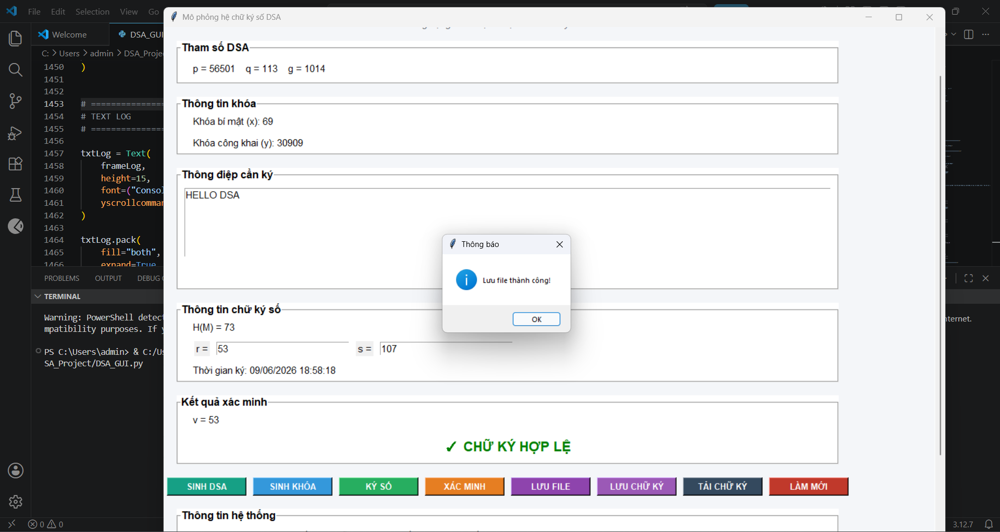 File Edit Selection View Go
Mô phỏng hệ chữ ký số DSA
Welcome
DSA_GUI
C: > Users > admin > DSA_Proje
1450 )
1451
1452
1453 # ===============
1454 # TEXT LOG
1455 # ===============
1456
1457 txtLog = Text(
1458 frameLog,
1459 height=15,
1460 font=("Consol
1461 yscrollcomman
1462 )
1463
1464 txtLog.pack(
1465 fill="both",
1466 expand=True
PROBLEMS OUTPUT DEBUG
TERMINAL
Warning: PowerShell detect
mpatibility purposes. If
nternet.
PS C:\Users\admin> & C:/Us
SA_Project/DSA_GUI.py
Tham số DSA
p = 56501 q = 113 g = 1014
Thông tin khóa
Khóa bí mật (x): 69
Khóa công khai (y): 30909
Thông điệp cần ký
HELLO DSA
Thông báo
Lưu file thành công!
OK
Thông tin chữ ký số
H(M) = 73
r = 53 s = 107
Thời gian ký: 09/06/2026 18:58:18
Kết quả xác minh
v = 53
✓ CHỮ KÝ HỢP LỆ
SINH DSA SINH KHÓA KÝ SỐ XÁC MINH LƯU FILE LƯU CHỮ KÝ TẢI CHỮ KÝ LÀM MỚI
Thông tin hệ thống
0 0
3.12.7